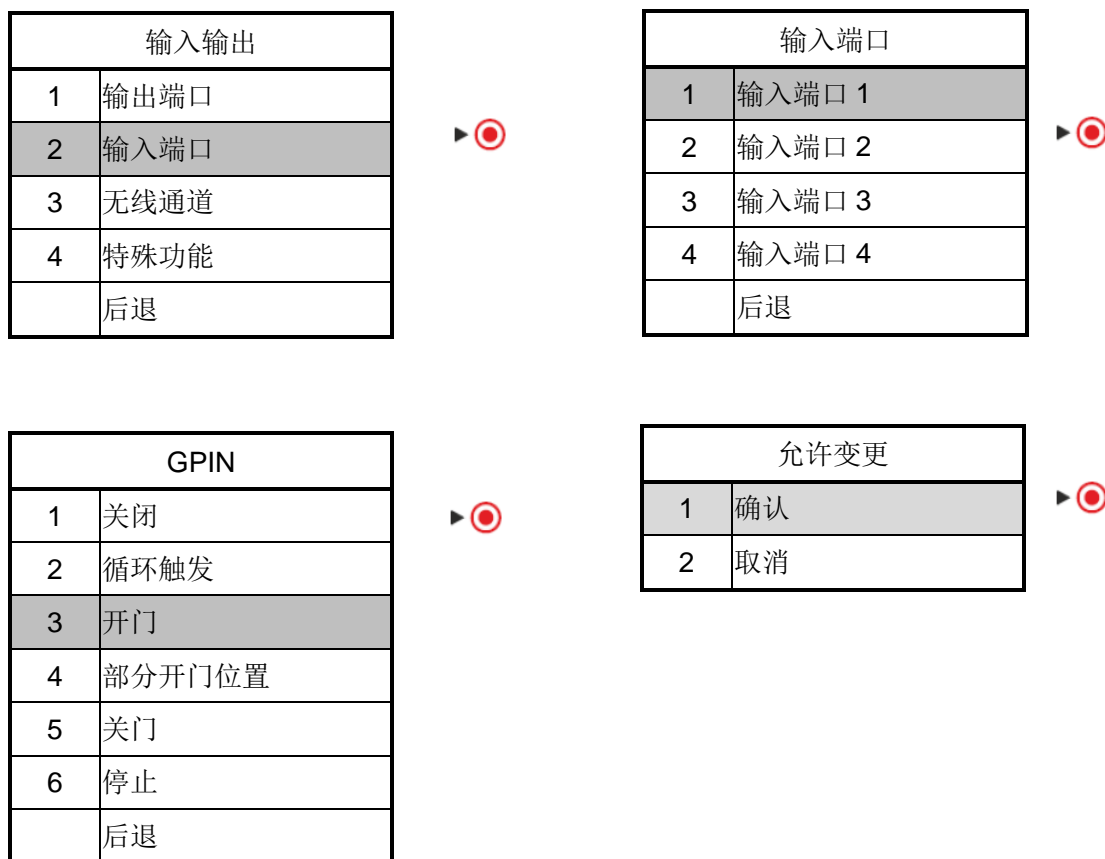 输入输出
1 输出端口
2 输入端口
3 无线通道
4 特殊功能
后退
输入端口
1 输入端口 1
2 输入端口 2
3 输入端口 3
4 输入端口 4
后退
GPIN
1 关闭
2 循环触发
3 开门
4 部分开门位置
5 关门
6 停止
后退
允许变更
1 确认
2 取消